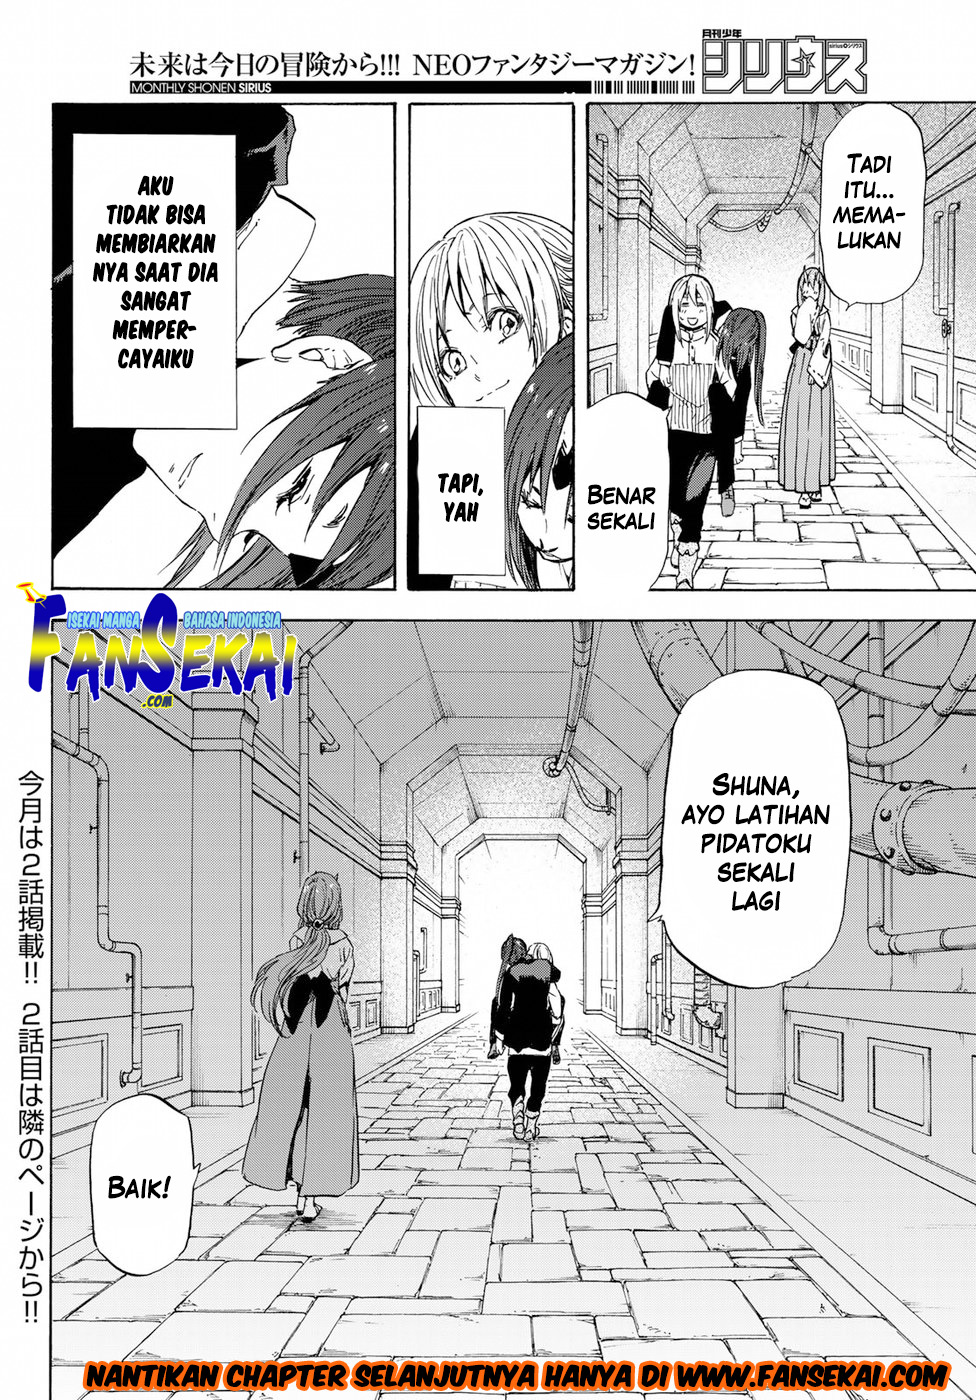 未来は今日の冒険から!!! NEOファンタジーマガジン!
MONTHLY SHONEN SIRIUS
月刊少年
シリウス
TADI
ITU...
MEMA-
LUKAN
BENAR
SEKALI
TAPI,
YAH
AKU
TIDAK BISA
MEMBIARKAN
NYA SAAT DIA
SANGAT
MEMPER-
CAYAIKU
ISEKAI MANGA BAHASA INDONESIA
FANSEKAI
.COM
SHUNA,
AYO LATIHAN
PIDATOKU
SEKALI
LAGI
BAIK!
今月は2話掲載!! 2話目は隣のページから!!
NANTIKAN CHAPTER SELANJUTNYA HANYA DI WWW.FANSEKAI.COM